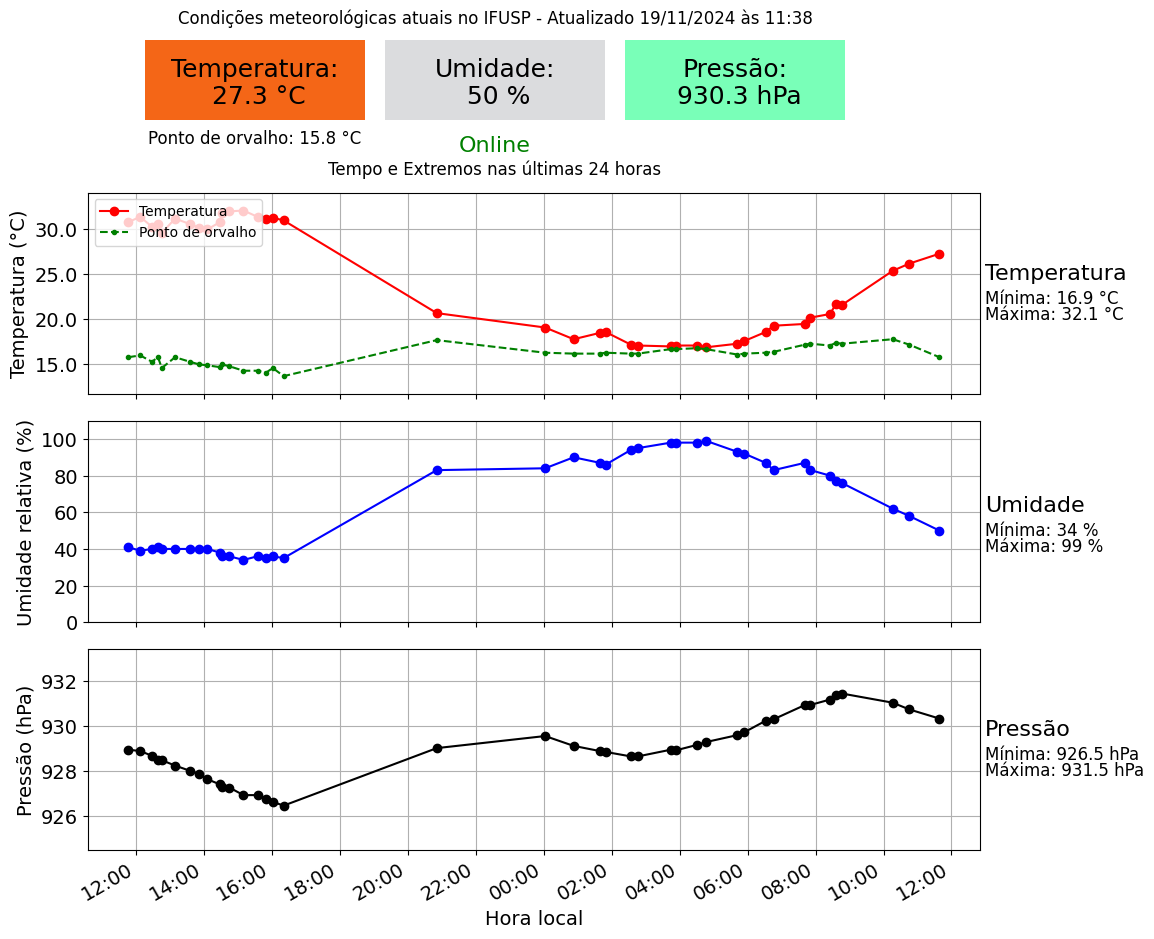 Condições meteorológicas atuais no IFUSP - Atualizado 19/11/2024 às 11:38
Temperatura:
27.3 °C
Umidade:
50 %
Pressão:
930.3 hPa
Ponto de orvalho: 15.8 °C
Online
Tempo e Extremos nas últimas 24 horas
Temperatura (°C)
30.0
25.0
20.0
15.0
Temperatura
Ponto de orvalho
Temperatura
Mínima: 16.9 °C
Máxima: 32.1 °C
Umidade relativa (%)
100
80
60
40
20
0
Umidade
Mínima: 34 %
Máxima: 99 %
Pressão (hPa)
932
930
928
926
Pressão
Mínima: 926.5 hPa
Máxima: 931.5 hPa
12:00 14:00 16:00 18:00 20:00 22:00 00:00 02:00 04:00 06:00 08:00 10:00 12:00
Hora local